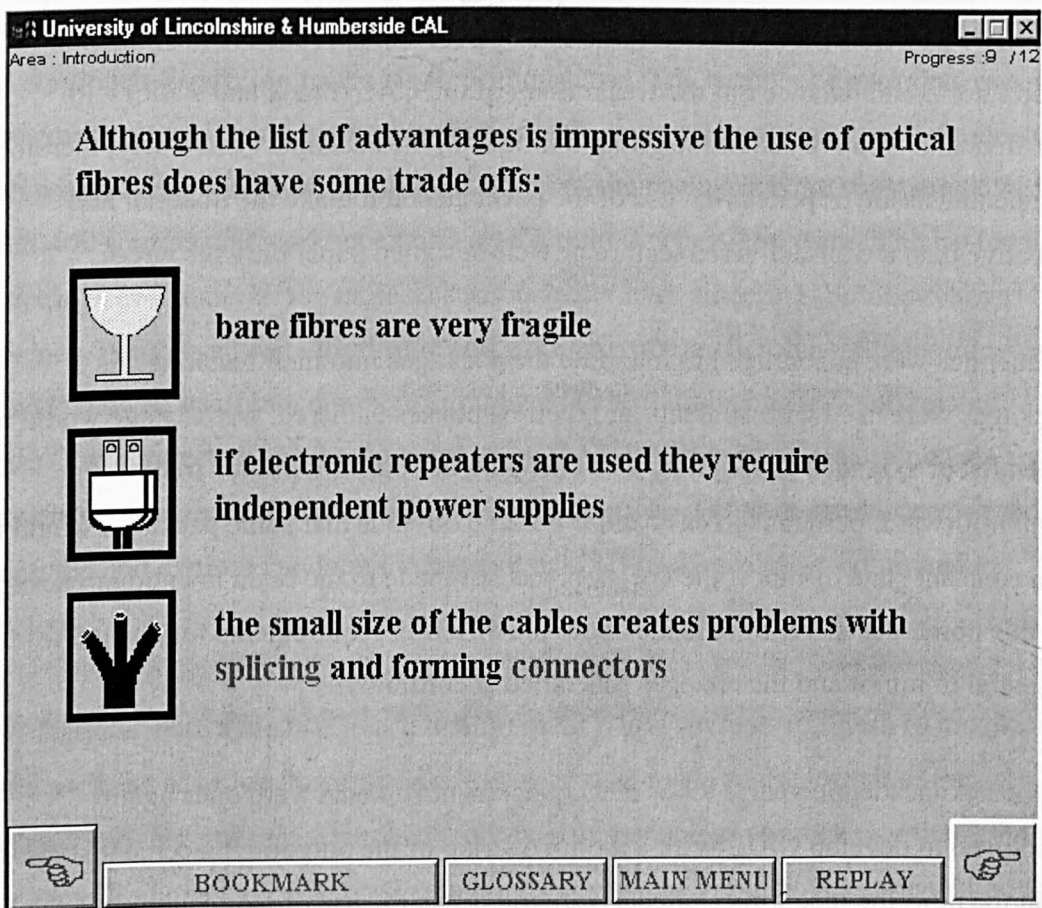 University of Lincolnshire & Humberside CAL
Area : Introduction
Progress :9 /12
Although the list of advantages is impressive the use of optical
fibres does have some trade offs:
bare fibres are very fragile
if electronic repeaters are used they require
independent power supplies
the small size of the cables creates problems with
splicing and forming connectors
BOOKMARK
GLOSSARY
MAIN MENU
REPLAY